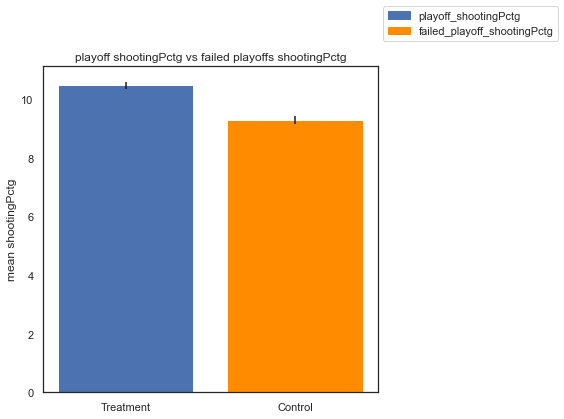 playoff_shootingPctg
failed_playoff_shootingPctg
playoff shootingPctg vs failed playoffs shootingPctg
mean shootingPctg
10
8
6
4
2
0
Treatment
Control